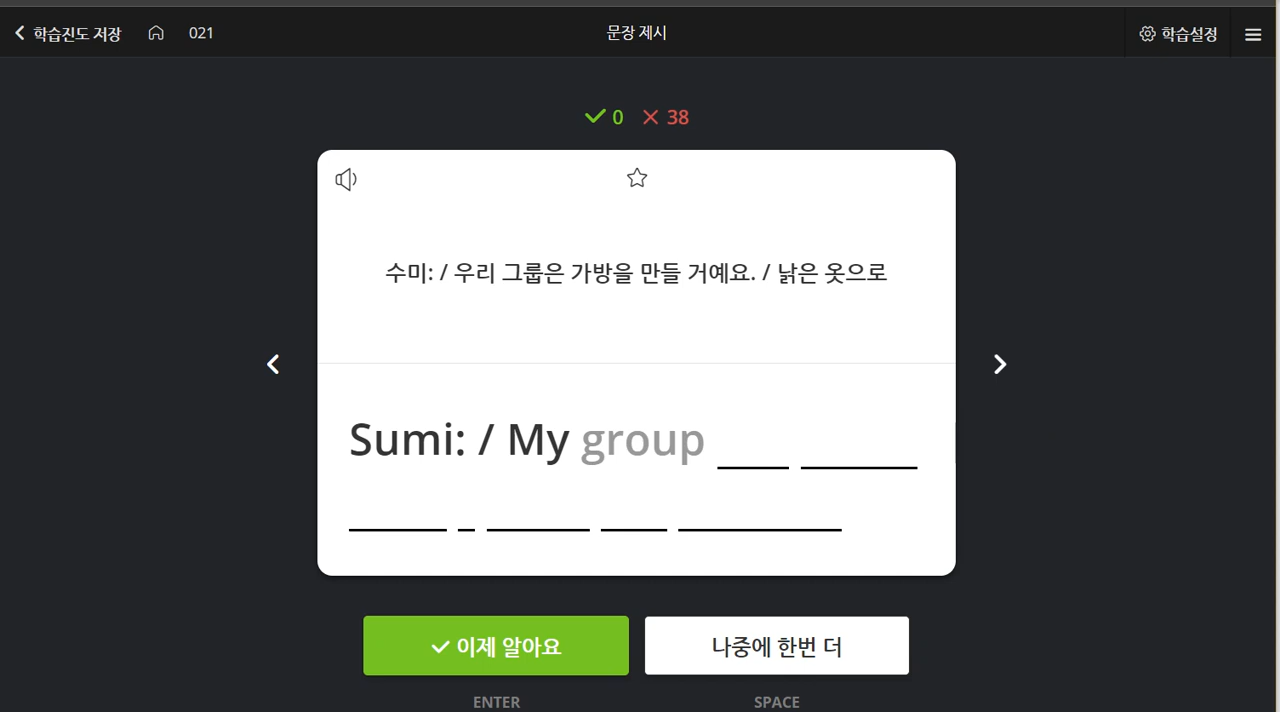 학습진도 저장 021 문장 제시 학습설정
0 38
수미: / 우리 그룹은 가방을 만들 거예요. / 낡은 옷으로
Sumi: / My group
이제 알아요 나중에 한번 더
ENTER SPACE